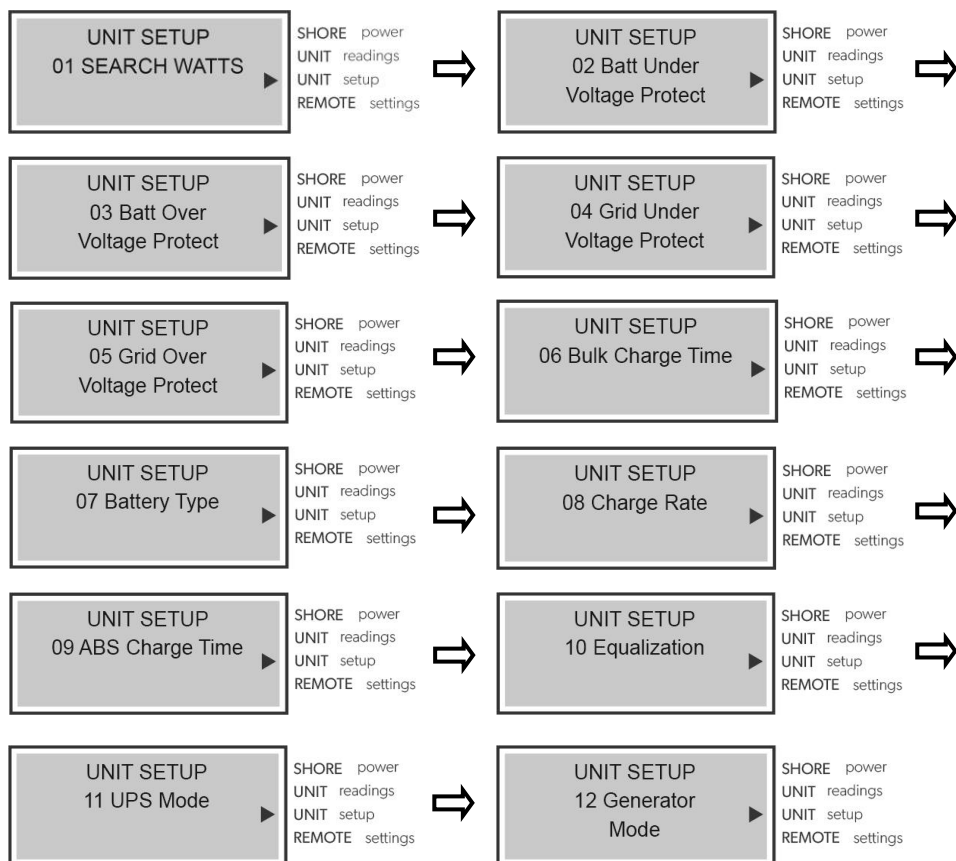 UNIT SETUP
01 SEARCH WATTS
SHORE power
UNIT readings
UNIT setup
REMOTE settings
UNIT SETUP
02 Batt Under
Voltage Protect
SHORE power
UNIT readings
UNIT setup
REMOTE settings
UNIT SETUP
03 Batt Over
Voltage Protect
SHORE power
UNIT readings
UNIT setup
REMOTE settings
UNIT SETUP
04 Grid Under
Voltage Protect
SHORE power
UNIT readings
UNIT setup
REMOTE settings
UNIT SETUP
05 Grid Over
Voltage Protect
SHORE power
UNIT readings
UNIT setup
REMOTE settings
UNIT SETUP
06 Bulk Charge Time
SHORE power
UNIT readings
UNIT setup
REMOTE settings
UNIT SETUP
07 Battery Type
SHORE power
UNIT readings
UNIT setup
REMOTE settings
UNIT SETUP
08 Charge Rate
SHORE power
UNIT readings
UNIT setup
REMOTE settings
UNIT SETUP
09 ABS Charge Time
SHORE power
UNIT readings
UNIT setup
REMOTE settings
UNIT SETUP
10 Equalization
SHORE power
UNIT readings
UNIT setup
REMOTE settings
UNIT SETUP
11 UPS Mode
SHORE power
UNIT readings
UNIT setup
REMOTE settings
UNIT SETUP
12 Generator
Mode
SHORE power
UNIT readings
UNIT setup
REMOTE settings